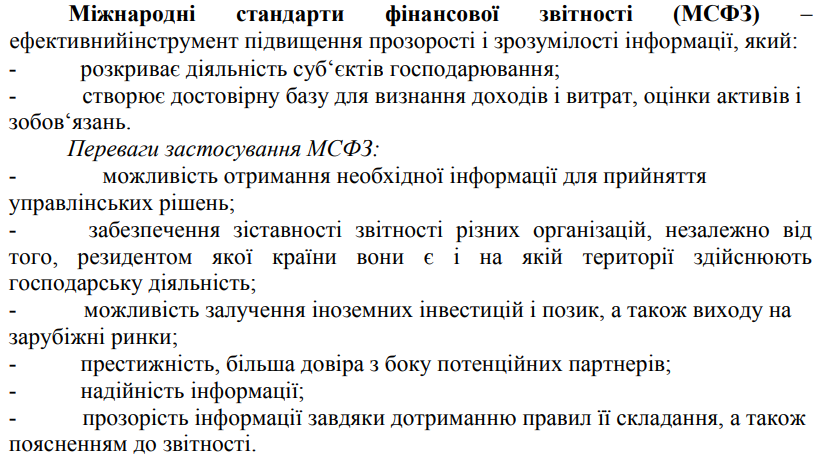 Міжнародні стандарти фінансової звітності (МСФЗ) –
ефективнийінструмент підвищення прозорості і зрозумілості інформації, який:
- розкриває діяльність суб‘єктів господарювання;
- створює достовірну базу для визнання доходів і витрат, оцінки активів і
зобов‘язань.
Переваги застосування МСФЗ:
- можливість отримання необхідної інформації для прийняття
управлінських рішень;
- забезпечення зіставності звітності різних організацій, незалежно від
того, резидентом якої країни вони є і на якій території здійснюють
господарську діяльність;
- можливість залучення іноземних інвестицій і позик, а також виходу на
зарубіжні ринки;
- престижність, більша довіра з боку потенційних партнерів;
- надійність інформації;
- прозорість інформації завдяки дотриманню правил її складання, а також
поясненням до звітності.